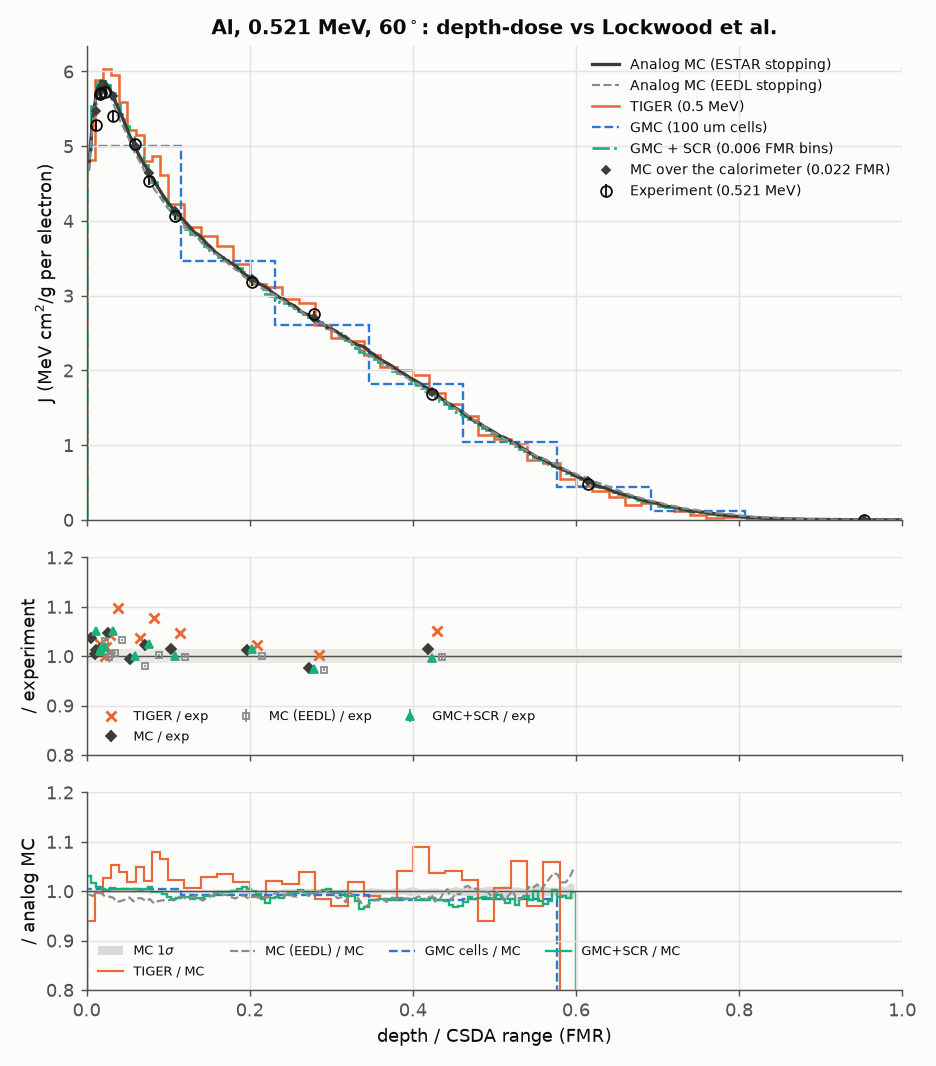 Al, 0.521 MeV, 60°: depth-dose vs Lockwood et al.
Analog MC (ESTAR stopping)
Analog MC (EEDL stopping)
TIGER (0.5 MeV)
GMC (100 um cells)
GMC + SCR (0.006 FMR bins)
MC over the calorimeter (0.022 FMR)
Experiment (0.521 MeV)
J (MeV cm²/g per electron)
6
5
4
3
2
1
0
/ experiment
1.2
1.1
1.0
0.9
0.8
TIGER / exp
MC (EEDL) / exp
GMC+SCR / exp
MC / exp
/ analog MC
1.2
1.1
1.0
0.9
0.8
MC 1σ
MC (EEDL) / MC
GMC cells / MC
GMC+SCR / MC
TIGER / MC
0.0
0.2
0.4
0.6
0.8
1.0
depth / CSDA range (FMR)